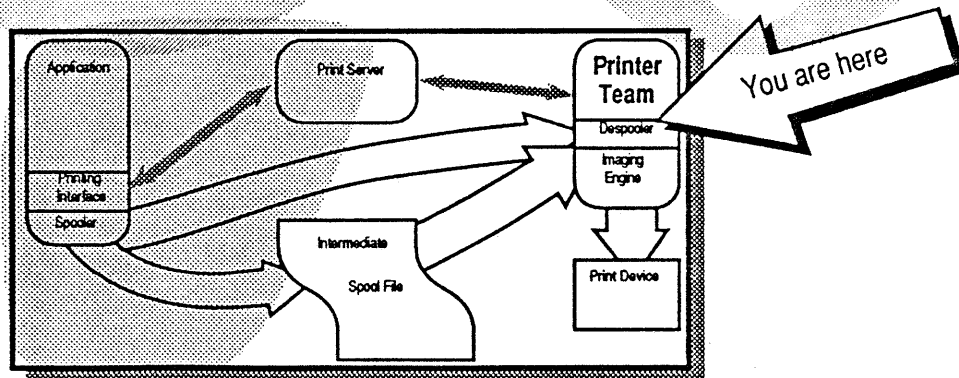 Application
Printing
Interface
Spooler
Print Server
Printer
Team
Despooler
Imaging
Engine
You are here
Intermediate
Spool File
Print Device